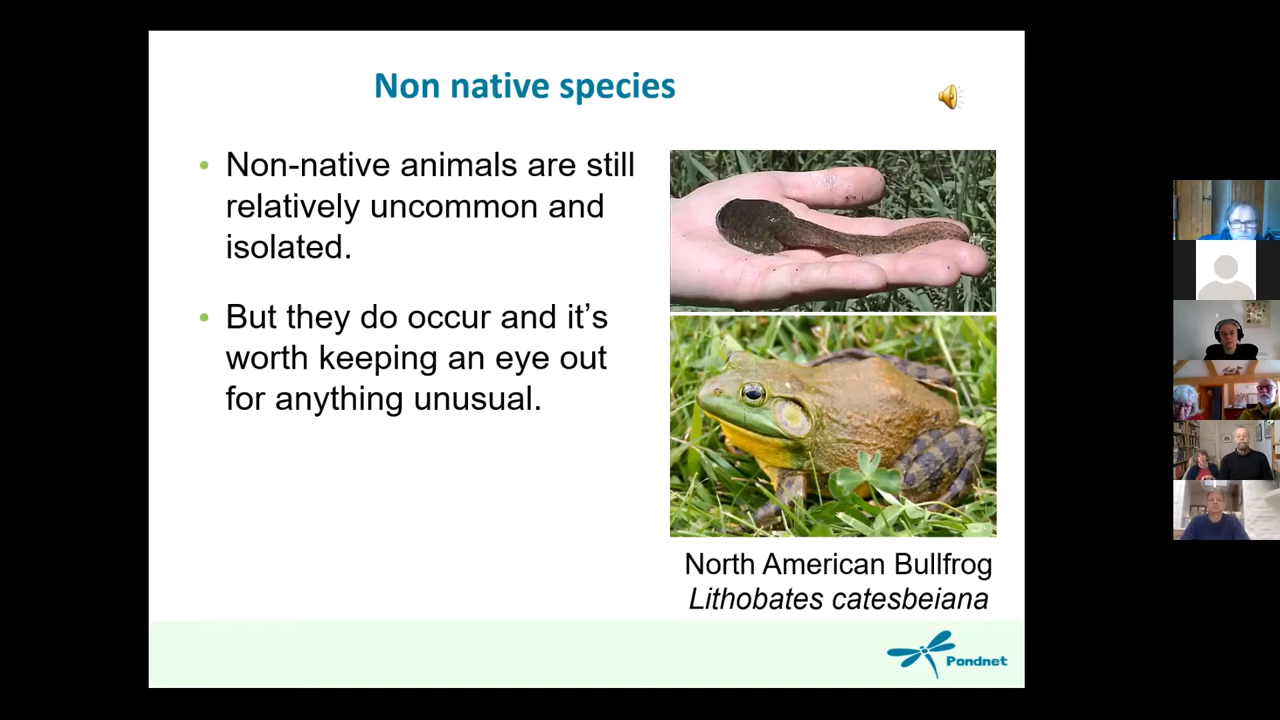 Non native species
• Non-native animals are still
relatively uncommon and
isolated.
• But they do occur and it’s
worth keeping an eye out
for anything unusual.
North American Bullfrog
Lithobates catesbeiana
Pondnet